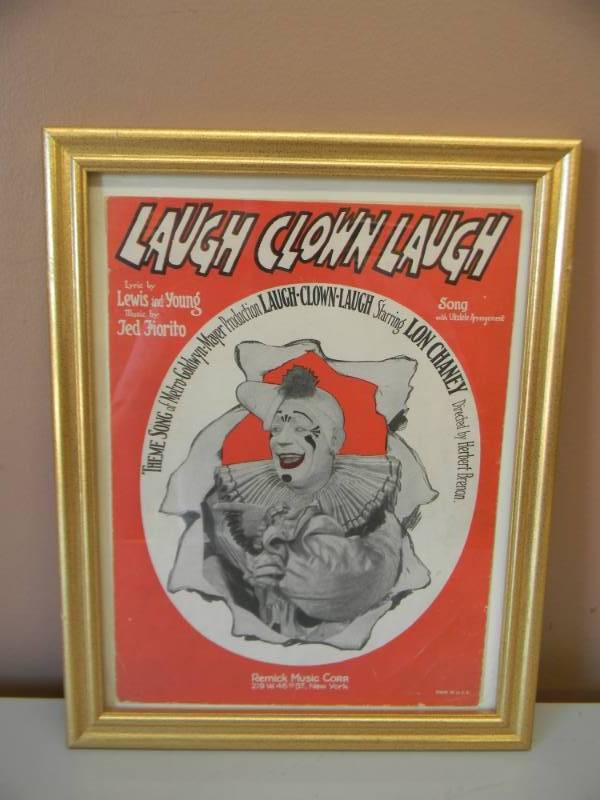 LAUGH CLOWN LAUGH
Lyric by
Lewis and Young
Music by
Ted Fiorito
Song
with Ukulele Arrangement
THEME SONG of Metro-Goldwyn-Mayer Production LAUGH-CLOWN-LAUGH Starring LON CHANEY Directed by Herbert Brenon.
Remick Music Corp.
219 W. 46TH ST. New York
MADE IN U.S.A.